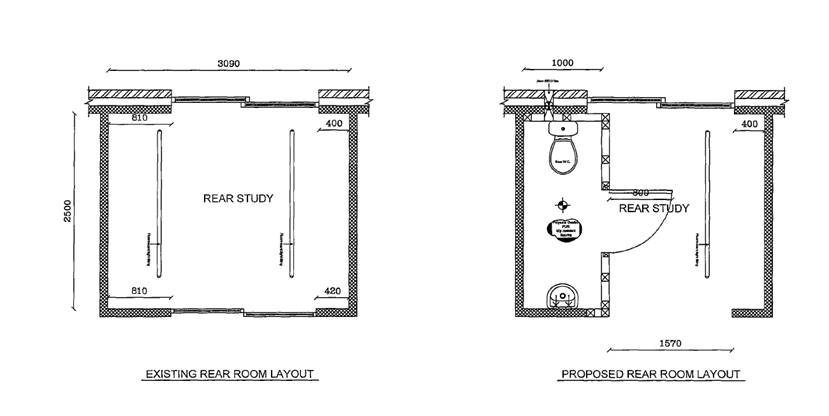 3090
1000
810
400
400
2500
REAR STUDY
800
REAR STUDY
810
420
1570
EXISTING REAR ROOM LAYOUT
PROPOSED REAR ROOM LAYOUT